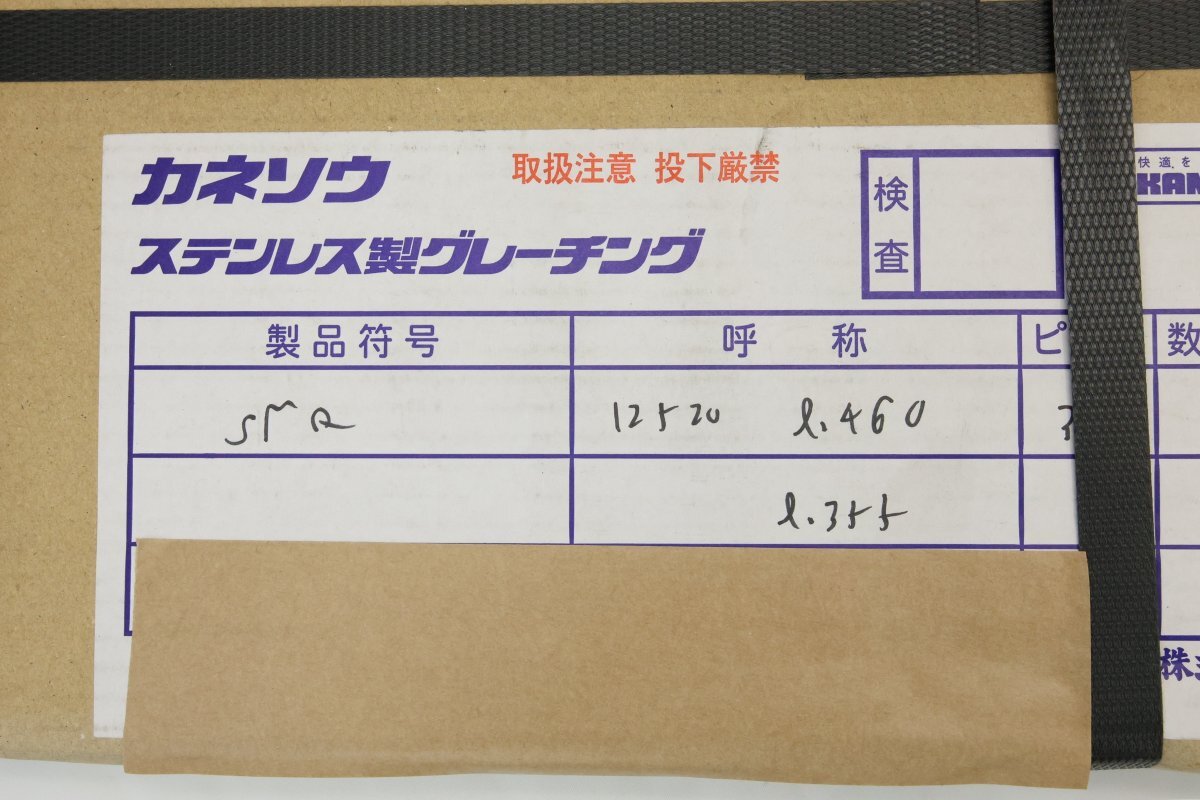 カネソウ
取扱注意 投下厳禁
ステンレス製グレーチング
検査
快適を
KAN
製品符号 呼称 ピ 数
SMQ 12520 l.460
l.355
株式